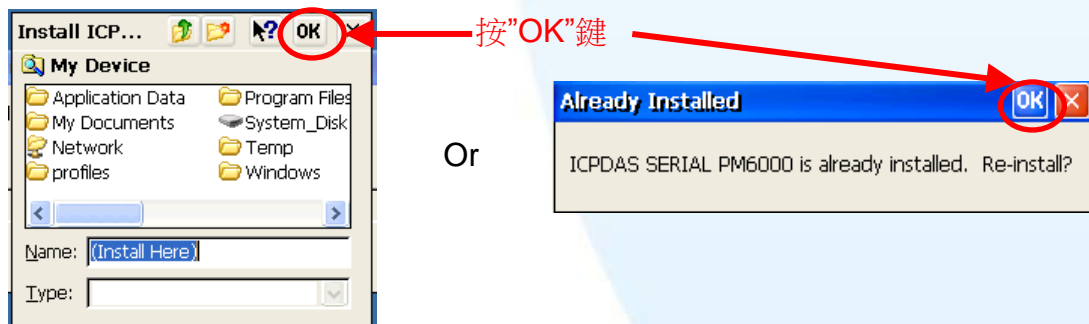 Install ICP... OK
My Device
Application Data Program Files
My Documents System_Disk
Network Temp
profiles Windows
Name: (Install Here)
Type:
按”OK”鍵
Or
Already Installed OK
ICPDAS SERIAL PM6000 is already installed. Re-install?